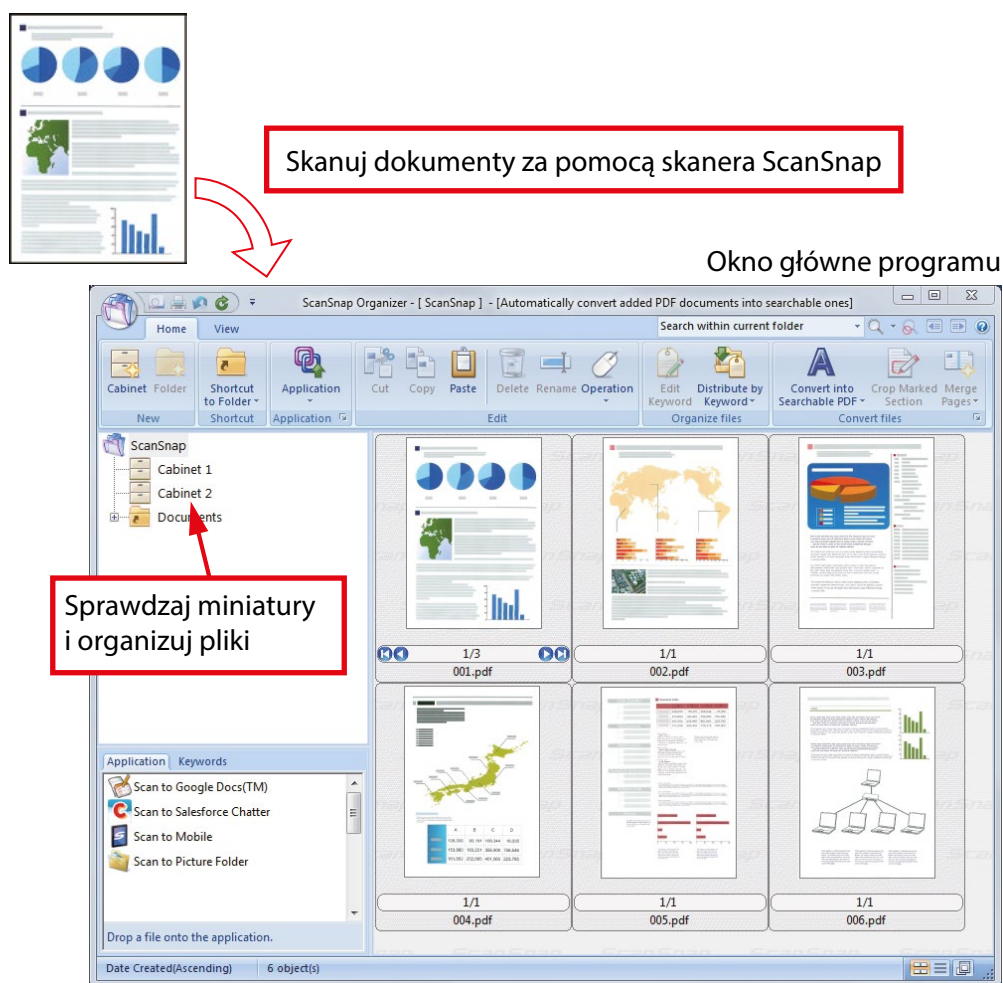 Skanuj dokumenty za pomocą skanera ScanSnap
Okno główne programu
ScanSnap Organizer - [ ScanSnap ] - [Automatically convert added PDF documents into searchable ones]
Home View
Search within current folder
Cabinet Folder
New
Shortcut
to Folder
Shortcut
Application
Application
Cut Copy Paste Delete Rename Operation
Edit
Edit
Keyword
Distribute by
Keyword
Organize files
Convert into
Searchable PDF
Crop Marked
Section
Merge
Pages
Convert files
ScanSnap
Cabinet 1
Cabinet 2
Documents
Sprawdzaj miniatury
i organizuj pliki
1/3
001.pdf
1/1
002.pdf
1/1
003.pdf
1/1
004.pdf
1/1
005.pdf
1/1
006.pdf
A B C D
Application Keywords
Scan to Google Docs(TM)
Scan to Salesforce Chatter
Scan to Mobile
Scan to Picture Folder
Drop a file onto the application.
Date Created(Ascending) 6 object(s)